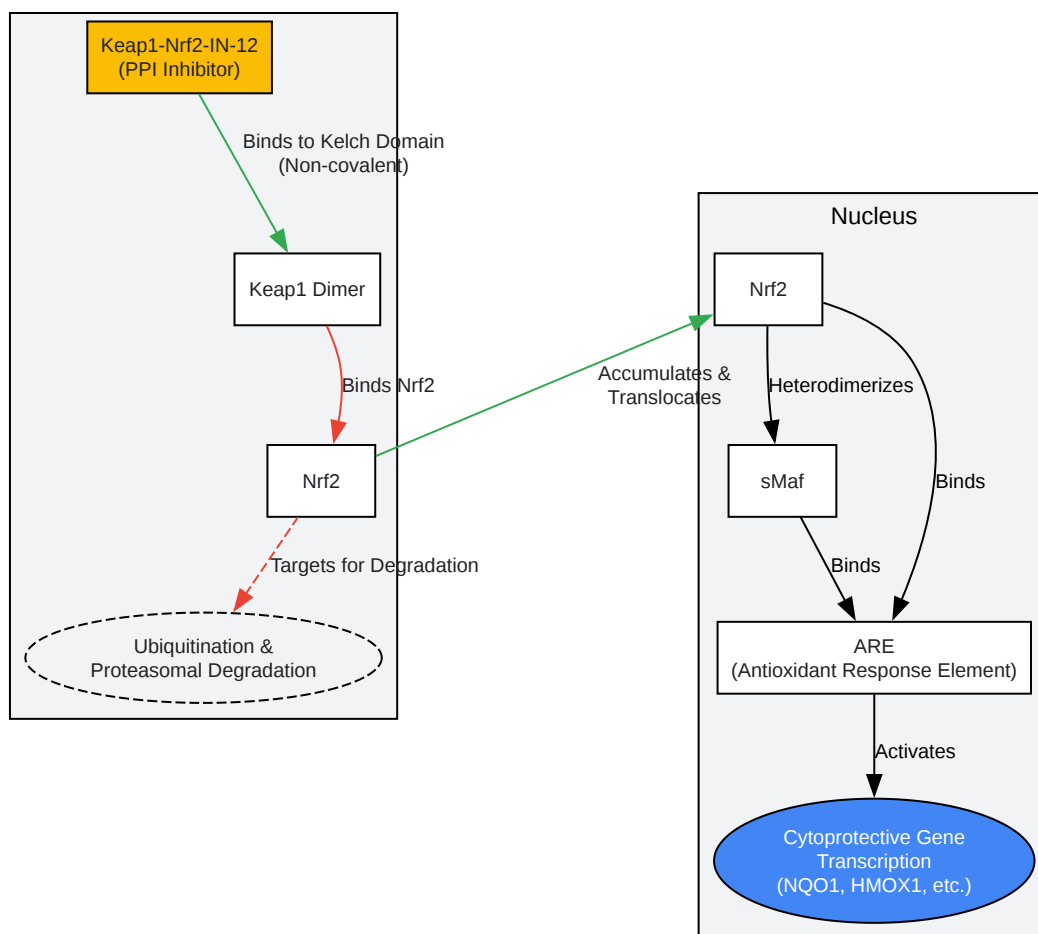 Keap1-Nrf2-IN-12
(PPI Inhibitor)
Binds to Kelch Domain
(Non-covalent)
Keap1 Dimer
Binds Nrf2
Nrf2
Targets for Degradation
Ubiquitination &
Proteasomal Degradation
Accumulates &
Translocates
Nucleus
Nrf2
Heterodimerizes
sMaf
Binds
Binds
ARE
(Antioxidant Response Element)
Activates
Cytoprotective Gene
Transcription
(NQO1, HMOX1, etc.)